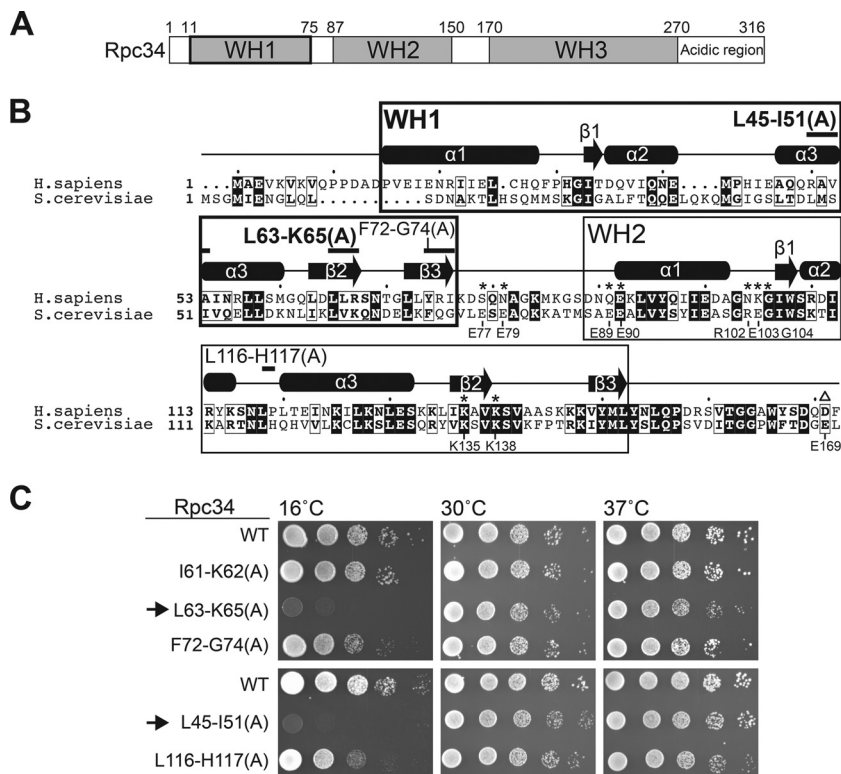 A
1 11 75 87 150 170 270 316
Rpc34 WH1 WH2 WH3 Acidic region
B
WH1 L45-I51(A)
β1
α1 α2 α3
H.sapiens 1 ...MAEVKVKVQPPDADPVEIENRIIEL.CHQFPHGITDQVIQNE....MPHIEAQQRAV
S.cerevisiae 1 MSGMIENGLQL..........SDNAKTLHSQMMSKGIGALFTQQELQKQMGIGSLTDLMS
L63-K65(A) F72-G74(A) WH2
β1
α3 β2 β3 α1 α2
* * ** ***
H.sapiens 53 AINRLLSMGQLDLLRSNTGLLYRIKDSQNAGKMKGSDNQEKLVYQIIEDAGNKGIWSRDI
S.cerevisiae 51 IVQELLDKNLIKLVKQNDELKFQGVLESEAQKKATMSAEEALVYSYIEASGREGIWSKTI
E77 E79 E89 E90 R102 E103 G104
L116-H117(A)
α3 β2 β3
* * Δ
H.sapiens 113 RYKSNLPLTEINKILKNLESKKLIKAVKSVAASKKKVYMLYNLQPDRSVTGGAWYSDQDF
S.cerevisiae 111 KARTNLHQHVVLKCLKSLESQRYVKSVKSVKFPTRKIYMLYSLQPSVDITGGPWFTDGEL
K135 K138 E169
C
Rpc34 16˚C 30˚C 37˚C
WT
I61-K62(A)
L63-K65(A)
F72-G74(A)
WT
L45-I51(A)
L116-H117(A)